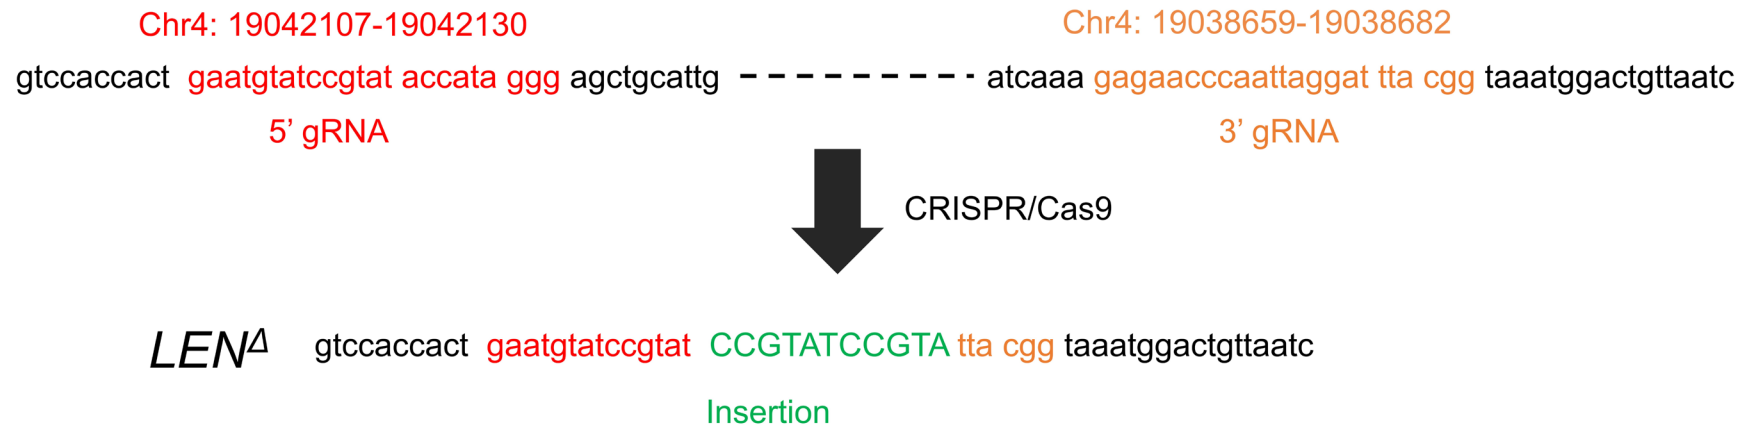 Chr4: 19042107-19042130 Chr4: 19038659-19038682
gtccaccact gaatgtatccgtat accata ggg agctgcattg atcaaa gagaacccaattaggat tta cgg taaatggactgttaatc
5’ gRNA 3’ gRNA
CRISPR/Cas9
LENΔ gtccaccact gaatgtatccgtat CCGTATCCGTA tta cgg taaatggactgttaatc
Insertion